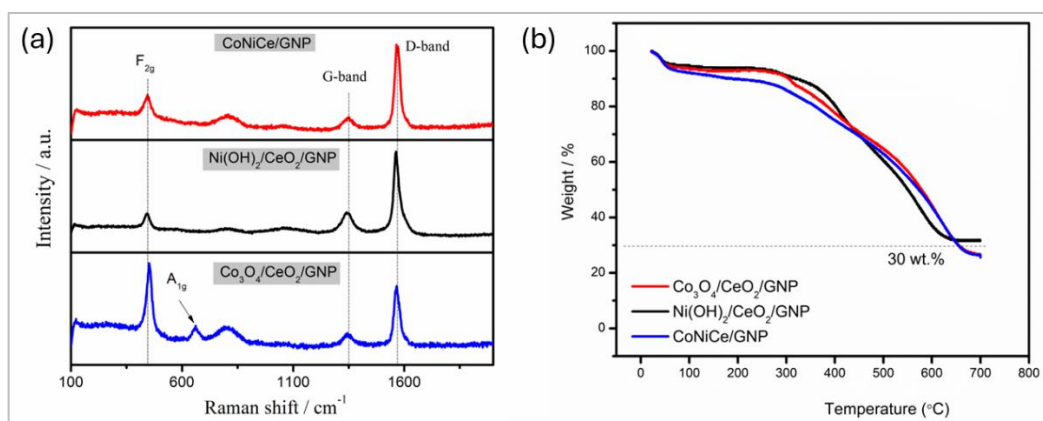 (a)
CoNiCe/GNP
D-band
F2g
G-band
Ni(OH)2/CeO2/GNP
Co3O4/CeO2/GNP
A1g
Intensity / a.u.
100 600 1100 1600
Raman shift / cm-1
(b)
100
80
60
40
20
0
Weight / %
30 wt.%
Co3O4/CeO2/GNP
Ni(OH)2/CeO2/GNP
CoNiCe/GNP
0 100 200 300 400 500 600 700 800
Temperature (°C)